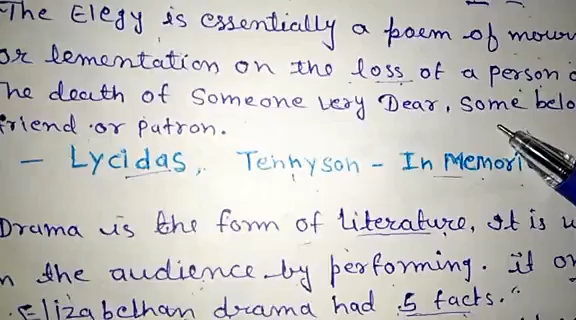 The Elegy is essentially a poem of mour
or lementation on the loss of a person o
The death of Someone very Dear, Some belo
friend or patron.
- Lycidas, Tennyson - In Memori
Drama is the form of literature, It is u
n the audience by performing. it or
. Elizabethan drama had 5 facts."